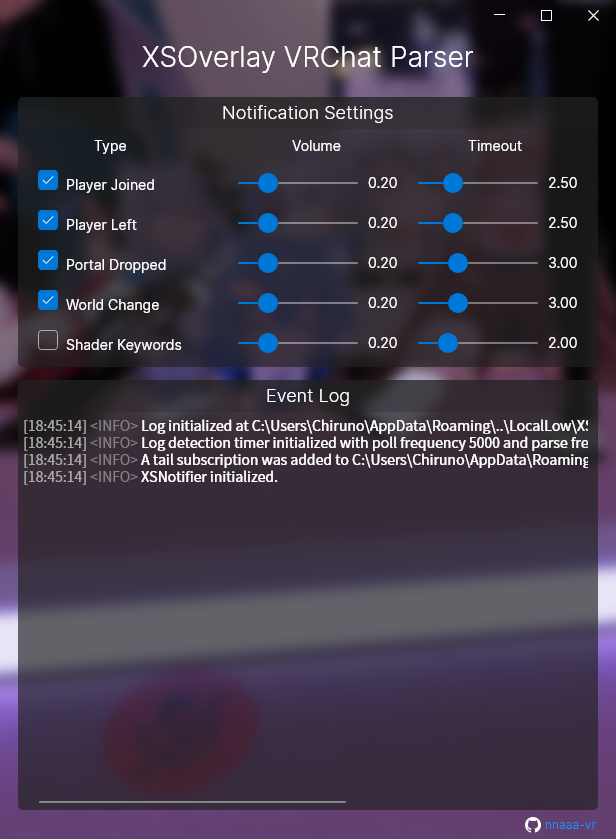 XSOverlay VRChat Parser
Notification Settings
Type Volume Timeout
Player Joined 0.20 2.50
Player Left 0.20 2.50
Portal Dropped 0.20 3.00
World Change 0.20 3.00
Shader Keywords 0.20 2.00
Event Log
[18:45:14] <INFO> Log initialized at C:\Users\Chiruno\AppData\Roaming\..\LocalLow\XS
[18:45:14] <INFO> Log detection timer initialized with poll frequency 5000 and parse fre
[18:45:14] <INFO> A tail subscription was added to C:\Users\Chiruno\AppData\Roaming
[18:45:14] <INFO> XSNotifier initialized.
nnaaa-vr